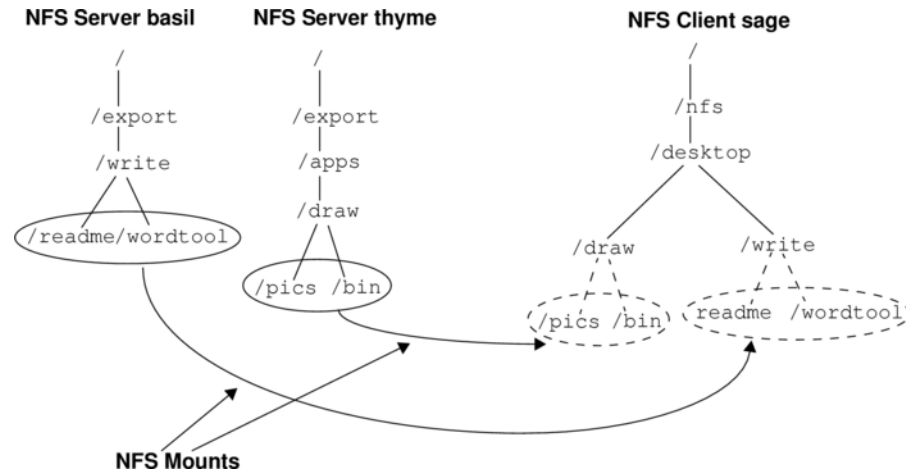 NFS Server basil NFS Server thyme NFS Client sage
/ / /
/export /export /nfs
/write /apps /desktop
/draw
/readme/wordtool /draw /write
/pics /bin /pics /bin readme /wordtool
NFS Mounts